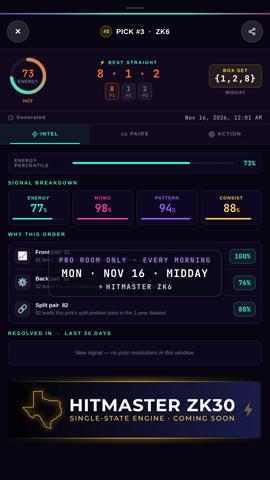 #3 PICK #3 · ZK6
73
ENERGY
HOT
⚡ BEST STRAIGHT
8 · 1 · 2
8 P1
1 P2
2 P3
BOX SET
{1,2,8}
MIDDAY
Generated
Nov 16, 2026, 12:01 AM
INTEL
PAIRS
ACTION
ENERGY PERCENTILE
73%
SIGNAL BREAKDOWN
ENERGY
77%
MOMO
98%
PATTERN
94%
CONSIST
88%
WHY THIS ORDER
Front pair 81
100%
PRO ROOM ONLY · EVERY MORNING
MON · NOV 16 · MIDDAY
⚡ HITMASTER ZK6
Back
76%
Split pair 82
82 leads this pick's split-position pairs in the 1-year dataset
88%
RESOLVED IN · LAST 30 DAYS
New signal — no prior resolutions in this window.
HITMASTER ZK30
SINGLE-STATE ENGINE · COMING SOON